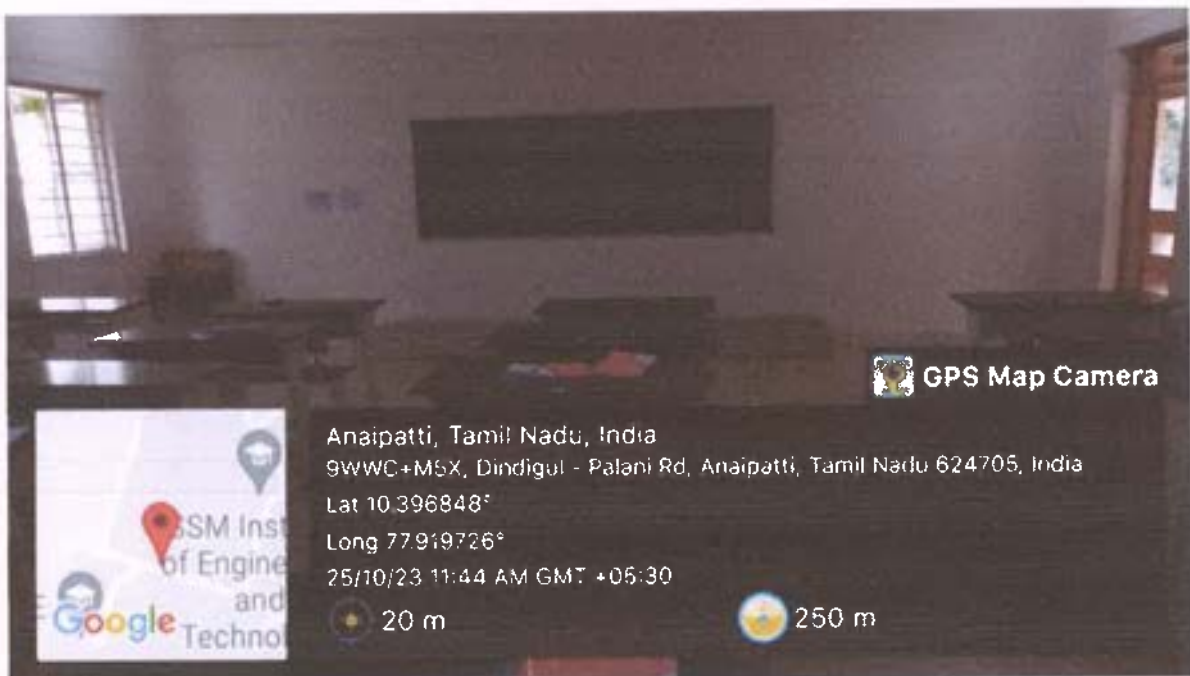 GPS Map Camera
Anaipatti, Tamil Nadu, India
9WWC+M5X, Dindigul - Palani Rd, Anaipatti, Tamil Nadu 624705, India
Lat 10.396848°
Long 77.919726°
25/10/23 11:44 AM GMT +05:30
20 m
250 m
SSM Inst
of Engine
and
Technol
Google